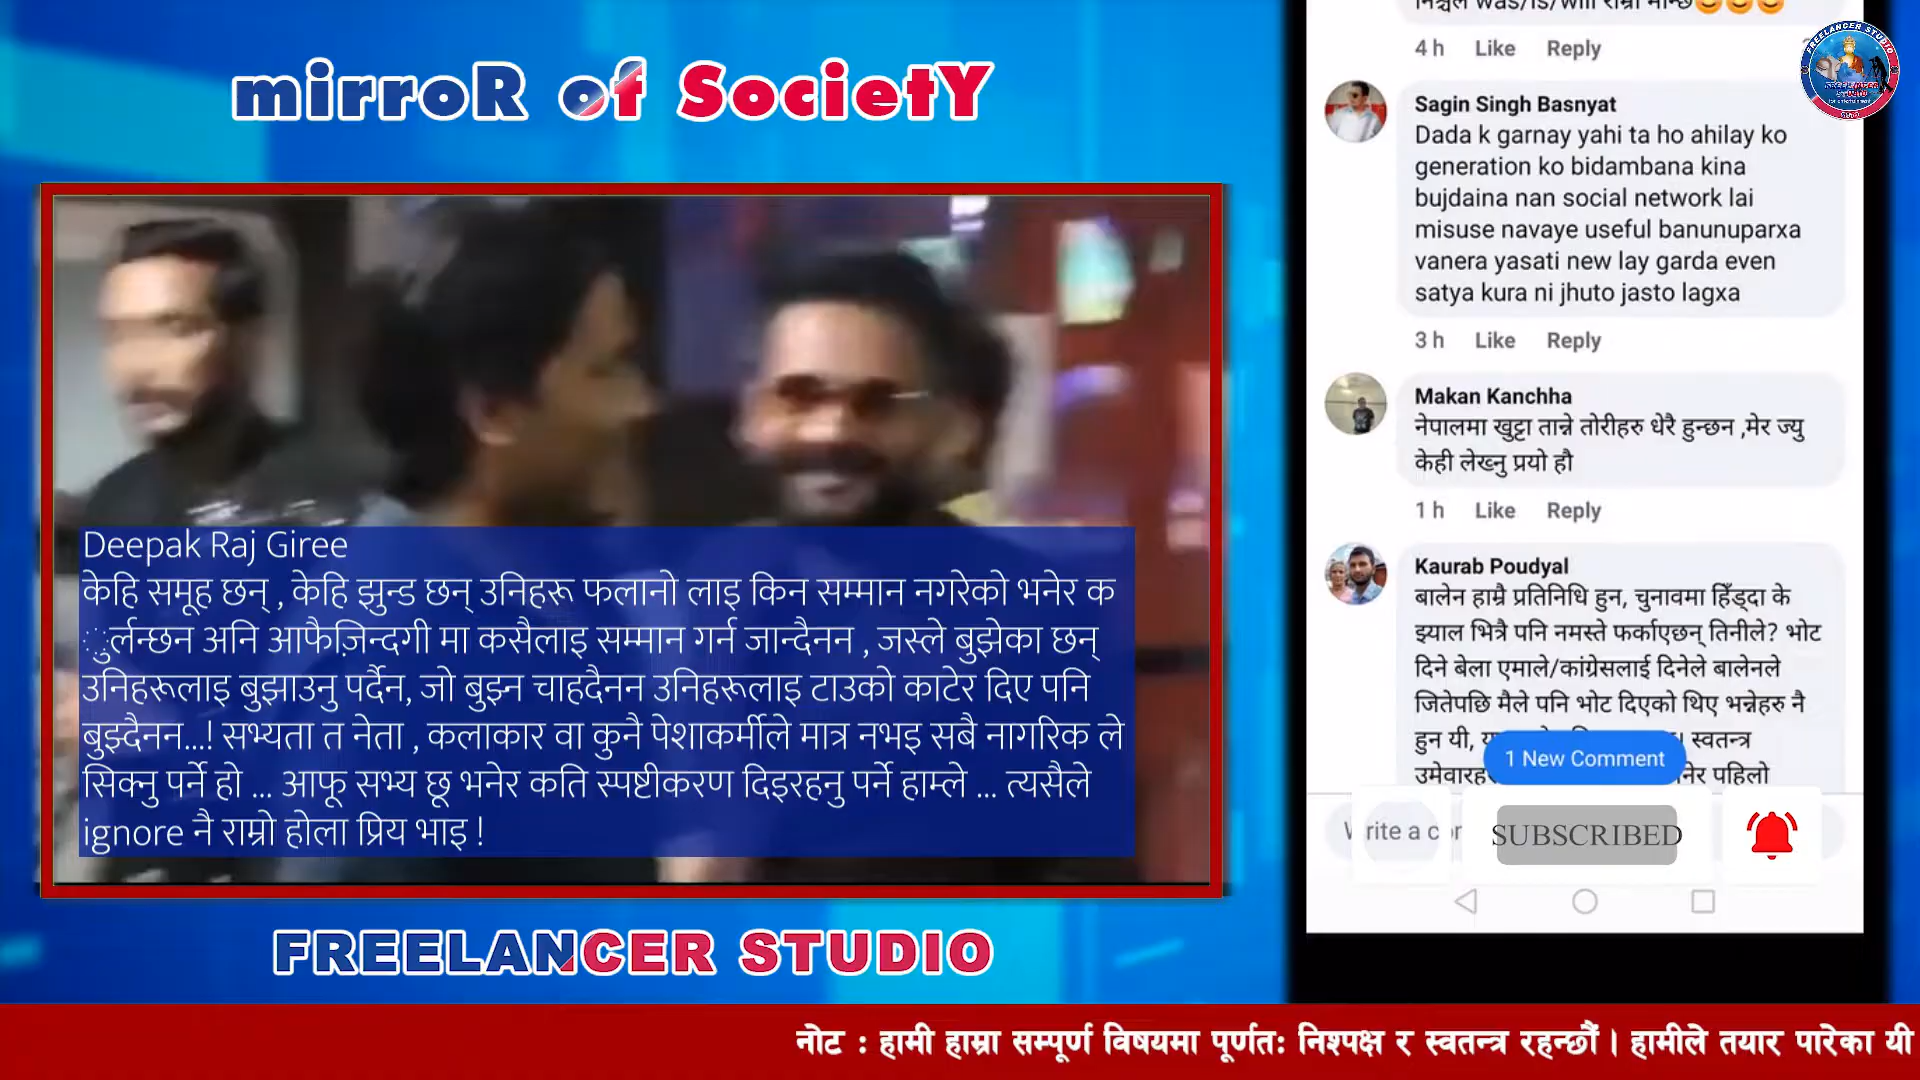 mirroR of SocietY
Deepak Raj Giree
केहि समूह छन् , केहि झुन्ड छन् उनिहरू फलानो लाइ किन सम्मान नगरेको भनेर क
ुर्लन्छन अनि आफैज़िन्दगी मा कसैलाइ सम्मान गर्न जान्दैनन , जस्ले बुझेका छन्
उनिहरूलाइ बुझाउनु पर्दैन, जो बुझ्न चाहदैनन उनिहरूलाइ टाउको काटेर दिए पनि
बुझ्दैनन...! सभ्यता त नेता , कलाकार वा कुनै पेशाकर्मीले मात्र नभइ सबै नागरिक ले
सिक्नु पर्ने हो ... आफू सभ्य छू भनेर कति स्पष्टीकरण दिइरहनु पर्ने हाम्ले ... त्यसैले
ignore नै राम्रो होला प्रिय भाइ !
FREELANCER STUDIO
निश्चल was/is/will राम्रो मान्छे😊😊😊
4 h Like Reply
Sagin Singh Basnyat
Dada k garnay yahi ta ho ahilay ko
generation ko bidambana kina
bujdaina nan social network lai
misuse navaye useful banunuparxa
vanera yasati new lay garda even
satya kura ni jhuto jasto lagxa
3 h Like Reply
Makan Kanchha
नेपालमा खुट्टा तान्ने तोरीहरु धेरै हुन्छन ,मेर ज्यु
केही लेख्नु प्रयो हौ
1 h Like Reply
Kaurab Poudyal
बालेन हाम्रै प्रतिनिधि हुन, चुनावमा हिँड्दा के
झ्याल भित्रै पनि नमस्ते फर्काएछन् तिनीले? भोट
दिने बेला एमाले/कांग्रेसलाई दिनेले बालेनले
जितेपछि मैले पनि भोट दिएको थिए भन्नेहरु नै
हुन यी, स्वतन्त्र
पहिलो
1 New Comment
Write a
SUBSCRIBED
FREELANCER STUDIO
नोट : हामी हाम्रा सम्पूर्ण विषयमा पूर्णत: निश्पक्ष र स्वतन्त्र रहन्छौं । हामीले तयार पारेका यी